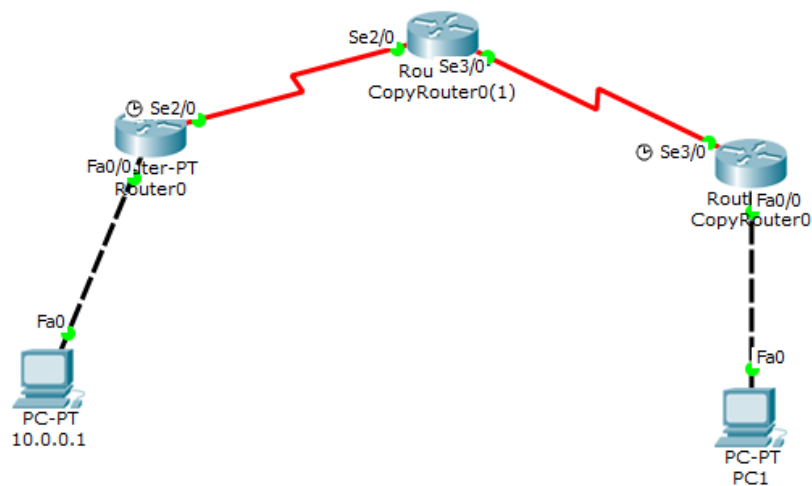 Se2/0
Rou Se3/0
CopyRouter0(1)
Se2/0
Fa0/0 uter-PT
Router0
Se3/0
Rout Fa0/0
CopyRouter0
Fa0
PC-PT
10.0.0.1
Fa0
PC-PT
PC1